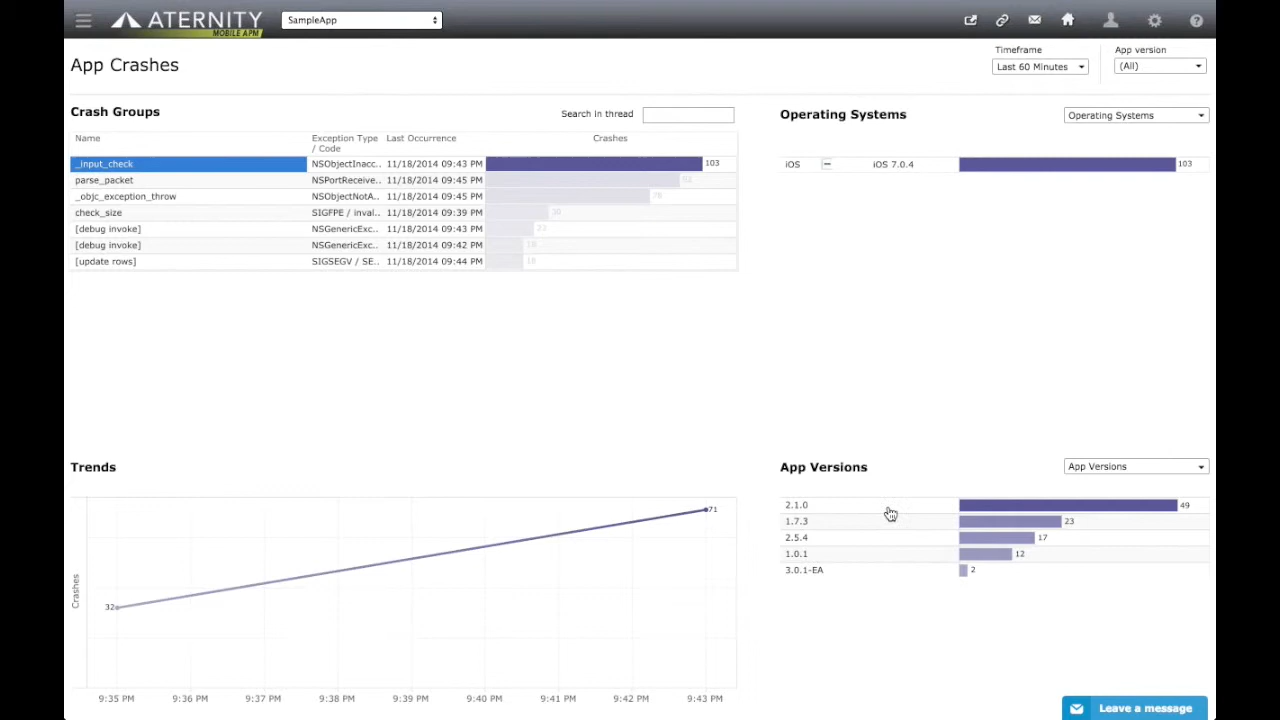 ATERNITY
MOBILE APM
SampleApp
App Crashes
Timeframe
Last 60 Minutes
App version
(All)
Crash Groups
Search in thread
Name
Exception Type / Code
Last Occurrence
Crashes
_input_check NSObjectInacc.. 11/18/2014 09:43 PM 103
parse_packet NSPortReceive.. 11/18/2014 09:45 PM
_objc_exception_throw NSObjectNotA.. 11/18/2014 09:45 PM 78
check_size SIGFPE / inval.. 11/18/2014 09:39 PM 30
[debug invoke] NSGenericExc.. 11/18/2014 09:43 PM 23
[debug invoke] NSGenericExc.. 11/18/2014 09:42 PM 18
[update rows] SIGSEGV / SE.. 11/18/2014 09:44 PM 18
Operating Systems
Operating Systems
iOS iOS 7.0.4 103
Trends
Crashes
71
32
9:35 PM 9:36 PM 9:37 PM 9:38 PM 9:39 PM 9:40 PM 9:41 PM 9:42 PM 9:43 PM
App Versions
App Versions
2.1.0 49
1.7.3 23
2.5.4 17
1.0.1 12
3.0.1-EA 2
Leave a message